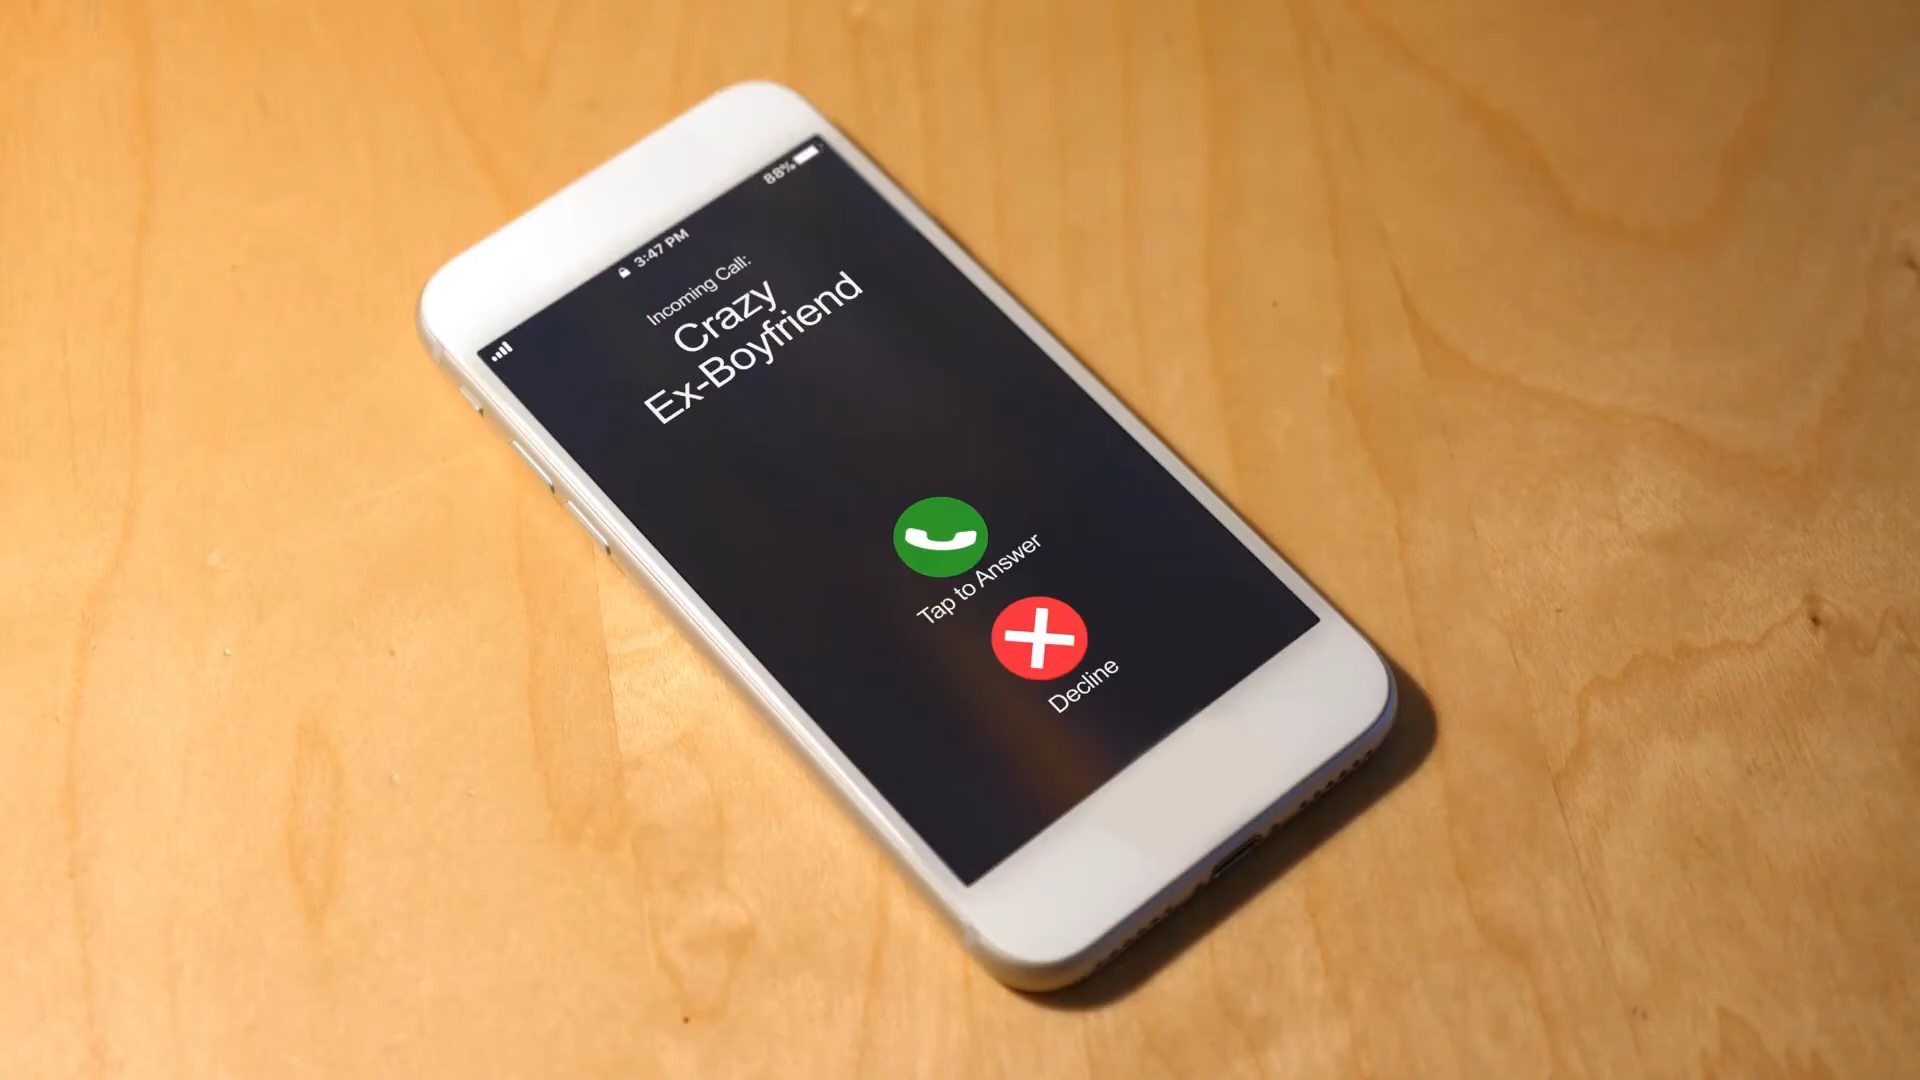 88%
3:47 PM
Incoming Call:
Crazy
Ex-Boyfriend
Tap to Answer
Decline